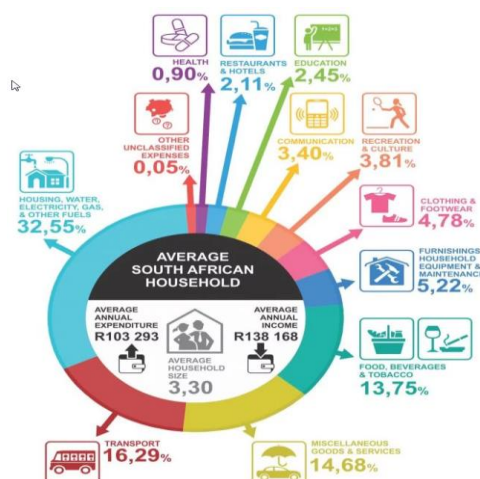 HEALTH
0,90%
RESTAURANTS
& HOTELS
2,11%
EDUCATION
2,45%
OTHER
UNCLASSIFIED
EXPENSES
0,05%
COMMUNICATION
3,40%
RECREATION
& CULTURE
3,81%
HOUSING, WATER,
ELECTRICITY, GAS,
& OTHER FUELS
32,55%
CLOTHING &
FOOTWEAR
4,78%
FURNISHINGS
HOUSEHOLD
EQUIPMENT &
MAINTENANCE
5,22%
AVERAGE
SOUTH AFRICAN
HOUSEHOLD
AVERAGE
ANNUAL
EXPENDITURE
R103 293
AVERAGE
ANNUAL
INCOME
R138 168
AVERAGE
HOUSEHOLD
SIZE
3,30
FOOD, BEVERAGES
& TOBACCO
13,75%
TRANSPORT
16,29%
MISCELLANEOUS
GOODS & SERVICES
14,68%